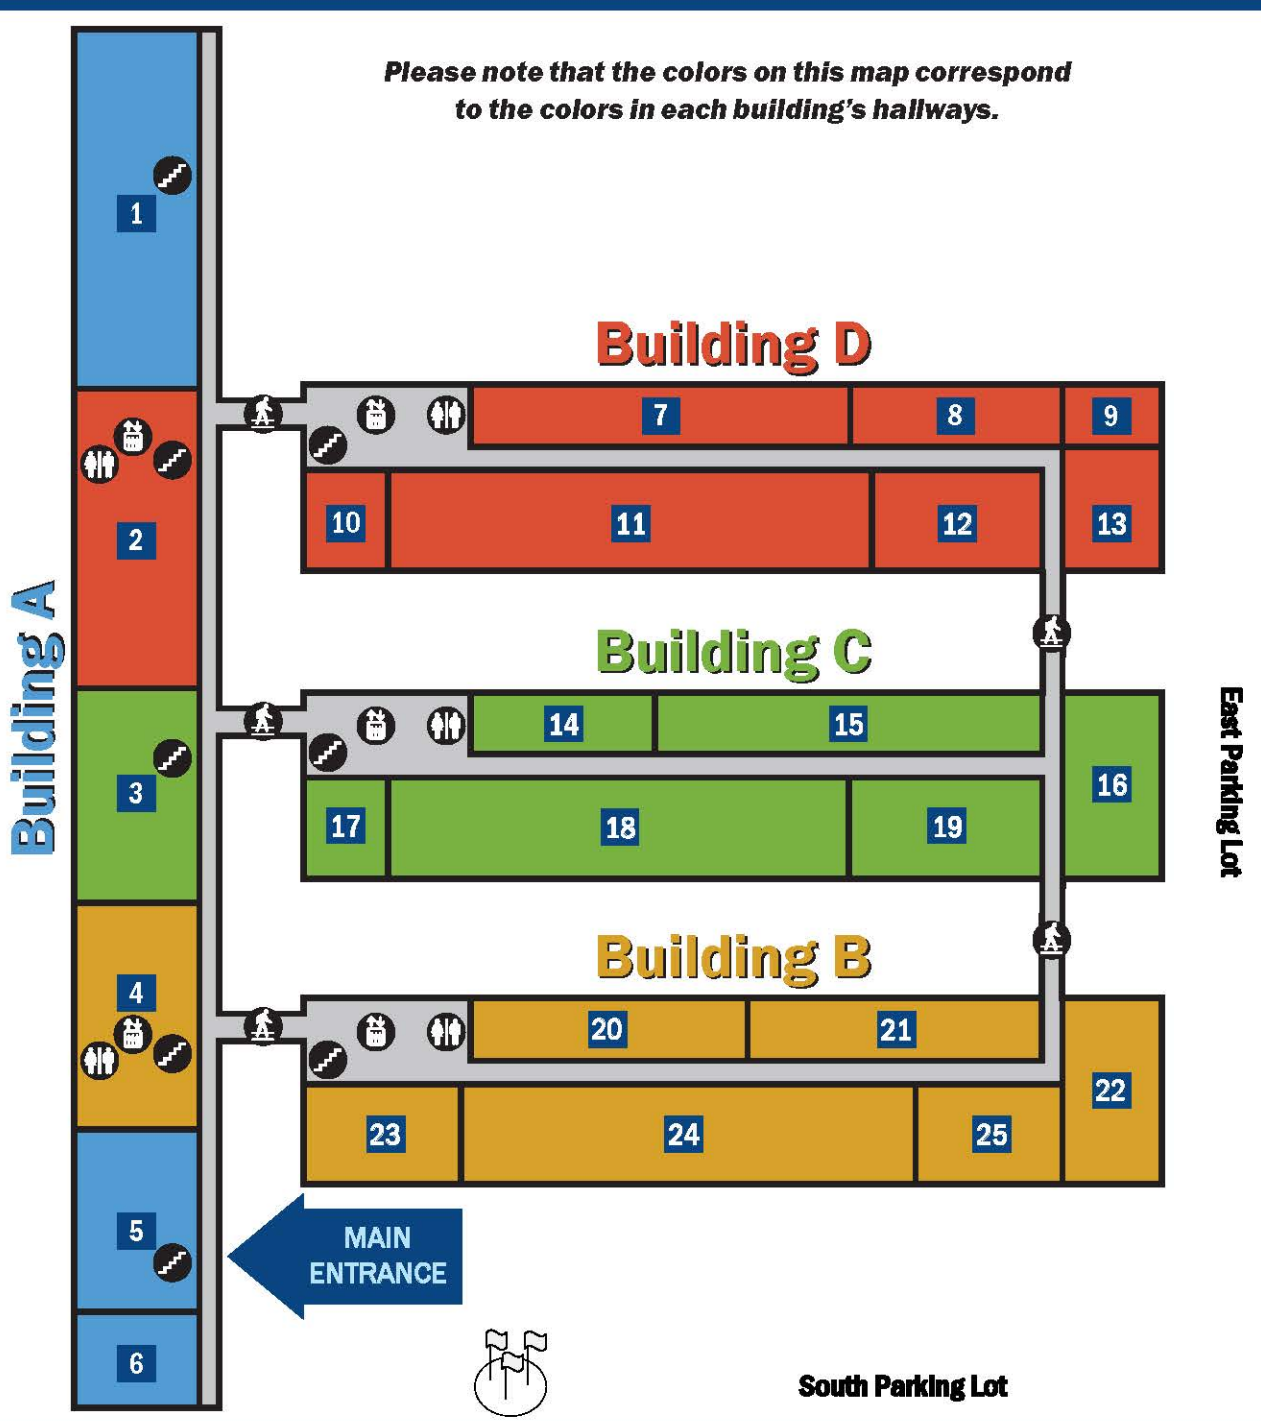 Please note that the colors on this map correspond
to the colors in each building's hallways.
1
Building D
7
8
9
2
10
11
12
13
Building A
Building C
14
15
16
3
17
18
19
East Parking Lot
Building B
4
20
21
22
23
24
25
5
MAIN
ENTRANCE
6
South Parking Lot